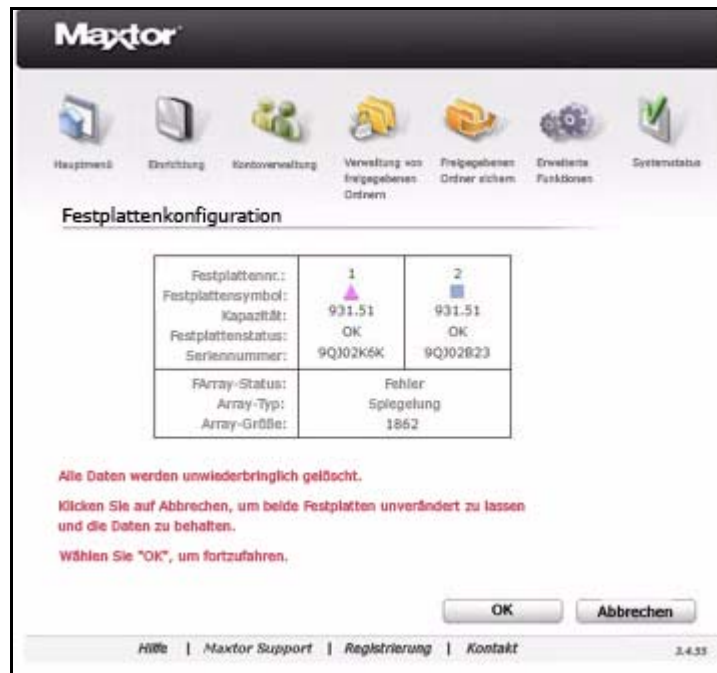 Maxtor
Hauptmenü
Einrichtung
Kontoverwaltung
Verwaltung von
freigegebenen
Ordnern
Freigegebenen
Ordner sichern
Erweiterte
Funktionen
Systemstatus
Festplattenkonfiguration
Festplattennr.: 1 2
Festplattensymbol:
Kapazität: 931.51 931.51
Festplattenstatus: OK OK
Seriennummer: 9QJ02K6K 9QJ02B23
FArray-Status: Fehler
Array-Typ: Spiegelung
Array-Größe: 1862
Alle Daten werden unwiederbringlich gelöscht.
Klicken Sie auf Abbrechen, um beide Festplatten unverändert zu lassen
und die Daten zu behalten.
Wählen Sie "OK", um fortzufahren.
OK Abbrechen
Hilfe | Maxtor Support | Registrierung | Kontakt
3.4.55